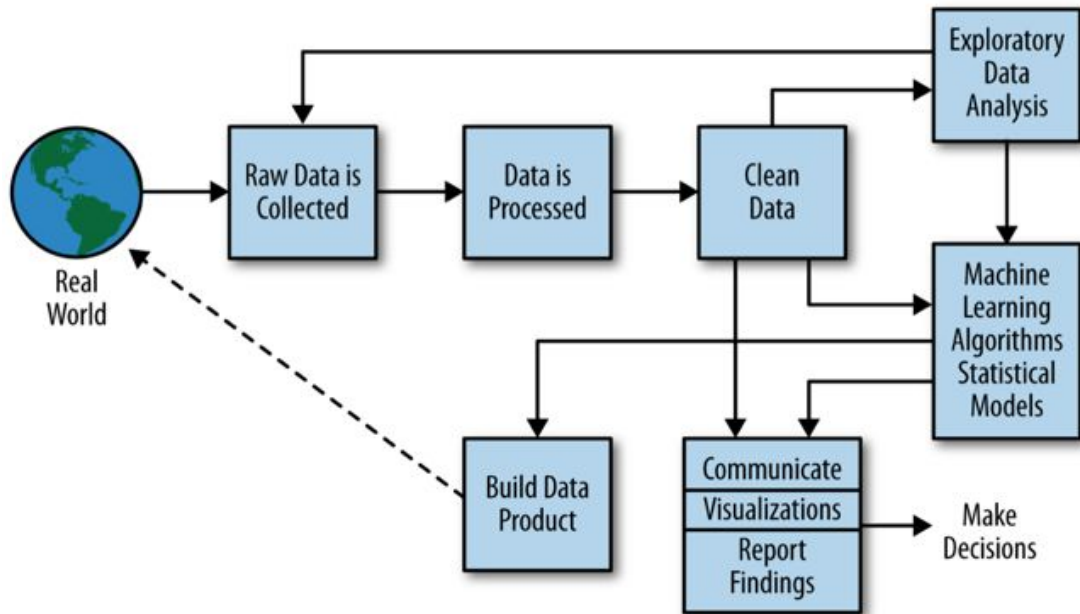 Exploratory
Data
Analysis
Raw Data is
Collected
Data is
Processed
Clean
Data
Real
World
Machine
Learning
Algorithms
Statistical
Models
Build Data
Product
Communicate
Visualizations
Report
Findings
Make
Decisions